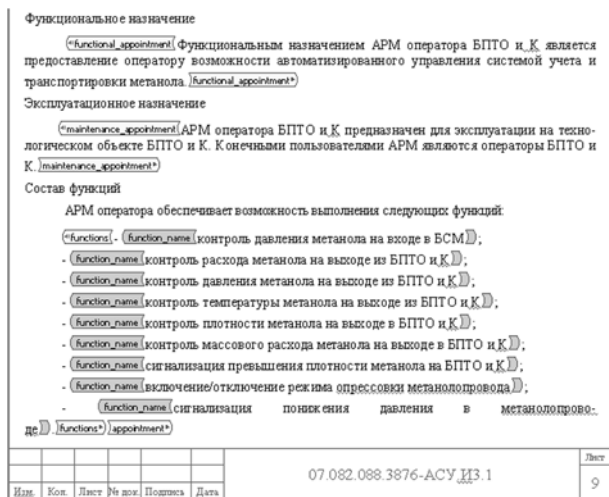 Функциональное назначение
functional_appointment Функциональным назначением АРМ оператора БПТО и К является
предоставление оператору возможности автоматизированного управления системой учета и
транспортировки метанола. functional_appointment
Эксплуатационное назначение
maintenance_appointment АРМ оператора БПТО и К предназначен для эксплуатации на техно-
логическом объекте БПТО и К. Конечными пользователями АРМ являются операторы БПТО и
К. maintenance_appointment
Состав функций
АРМ оператора обеспечивает возможность выполнения следующих функций:
functions - function_name контроль давления метанола на входе в БСМ;
- function_name контроль расхода метанола на выходе из БПТО и К;
- function_name контроль давления метанола на выходе из БПТО и К;
- function_name контроль температуры метанола на выходе из БПТО и К;
- function_name контроль плотности метанола на выходе в БПТО и К;
- function_name контроль массового расхода метанола на выходе в БПТО и К;
- function_name сигнализация превышения плотности метанола на БПТО и К;
- function_name включение/отключение режима опрессовки метанолопровода;
- function_name сигнализация понижения давления в метанолопрово-
де. functions appointment
07.082.088.3876-АСУ.ИЗ.1
Лист
9
Изм. Кол. Лист № док. Подпись Дата